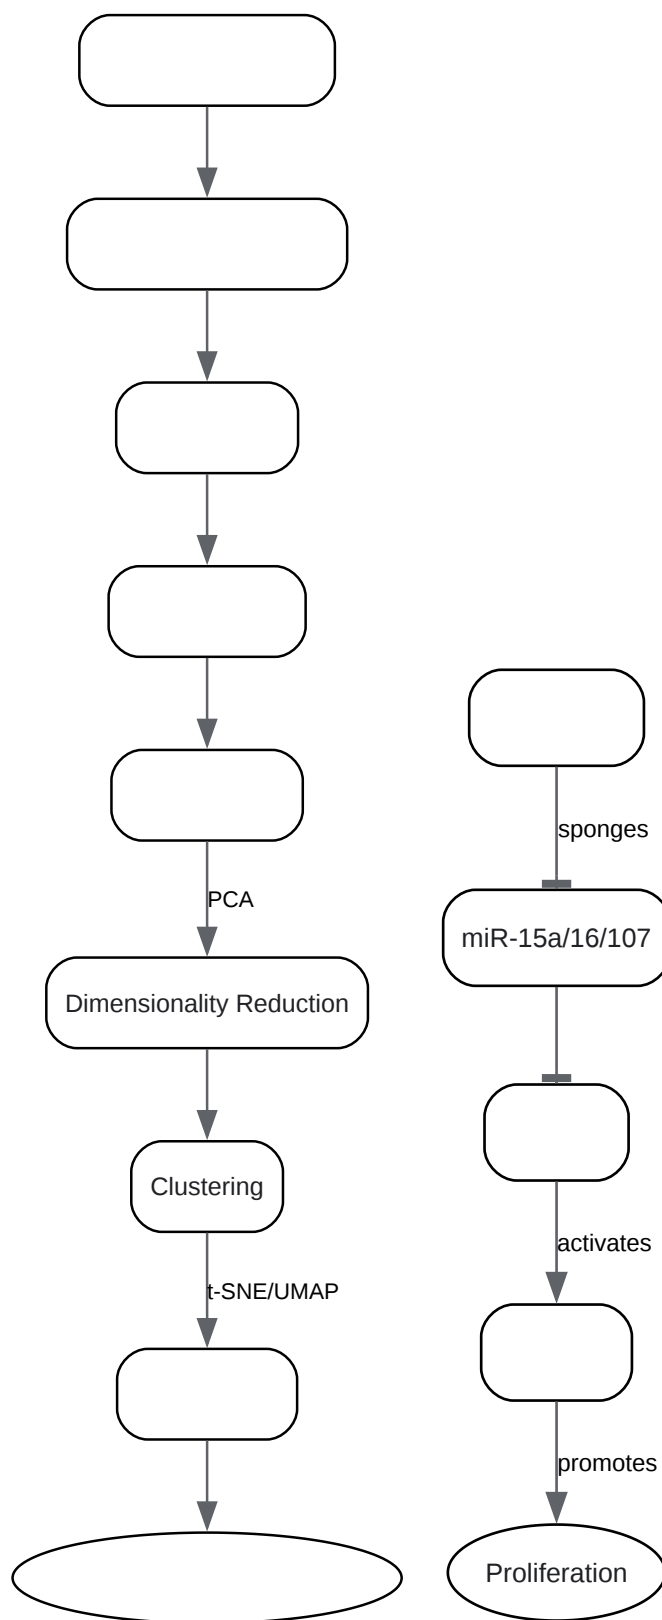 PCA
Dimensionality Reduction
Clustering
t-SNE/UMAP
sponges
miR-15a/16/107
activates
promotes
Proliferation